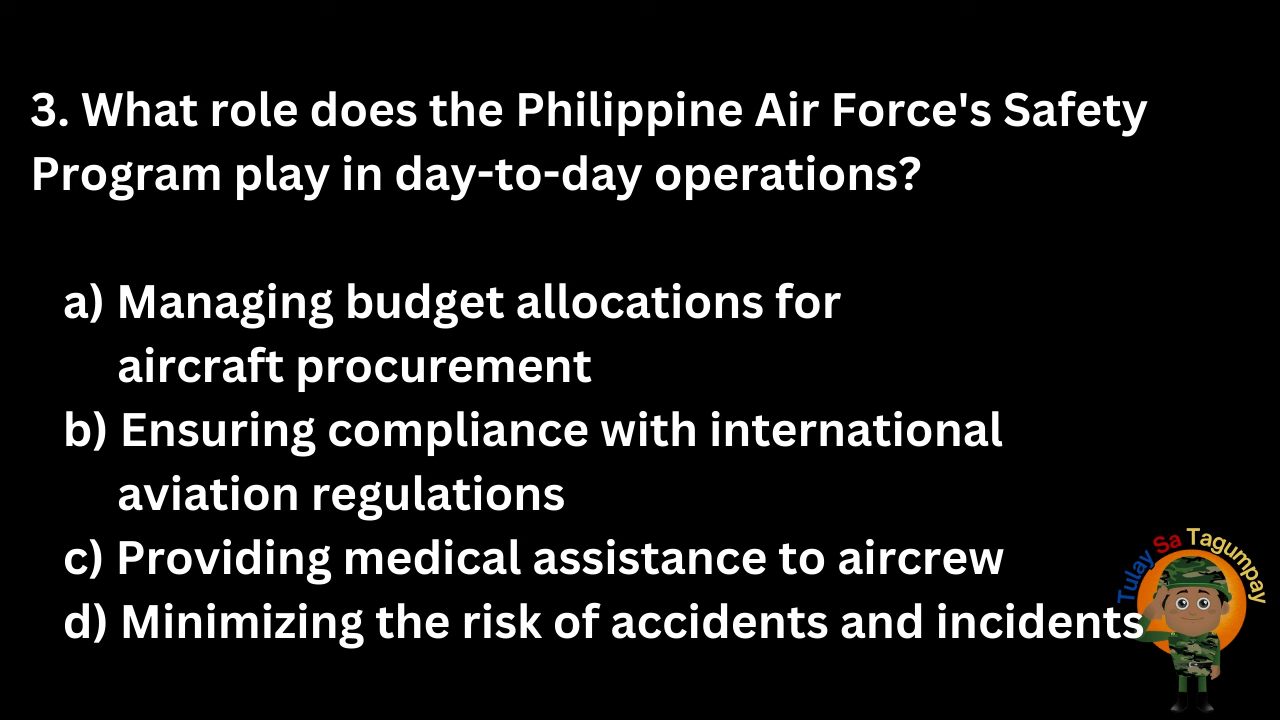 3. What role does the Philippine Air Force's Safety
Program play in day-to-day operations?
a) Managing budget allocations for
aircraft procurement
b) Ensuring compliance with international
aviation regulations
c) Providing medical assistance to aircrew
d) Minimizing the risk of accidents and incidents
Tulay Sa Tagumpay